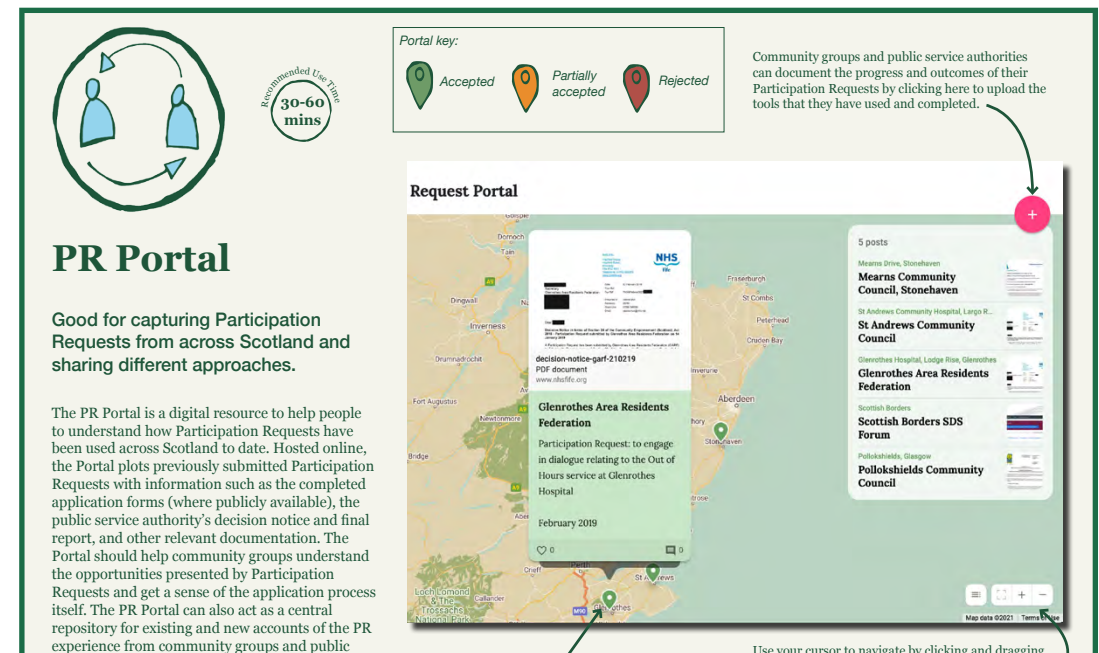 Recommended Use Time
30-60
mins
Portal key:
Accepted
Partially
accepted
Rejected
Community groups and public service authorities
can document the progress and outcomes of their
Participation Requests by clicking here to upload the
tools that they have used and completed.
PR Portal
Good for capturing Participation
Requests from across Scotland and
sharing different approaches.
The PR Portal is a digital resource to help people
to understand how Participation Requests have
been used across Scotland to date. Hosted online,
the Portal plots previously submitted Participation
Requests with information such as the completed
application forms (where publicly available), the
public service authority's decision notice and final
report, and other relevant documentation. The
Portal should help community groups understand
the opportunities presented by Participation
Requests and get a sense of the application process
itself. The PR Portal can also act as a central
repository for existing and new accounts of the PR
experience from community groups and public
Request Portal
+
Golspie
Dornoch
Tain
A9
Dingwall
Inverness
Drumnadrochit
Fort Augustus
A9
Newtonmore
Bridge
Fraserburgh
St Combs
Peterhead
Cruden Bay
Inverurie
Aberdeen
Stonehaven
Crieff
Perth
St Andrews
Loch Lomond
& The
Trossachs
National Park
Callander
M90
Glenrothes
NHS
Fife
decision-notice-garf-210219
PDF document
www.nhsfife.org
Glenrothes Area Residents
Federation
Participation Request: to engage
in dialogue relating to the Out of
Hours service at Glenrothes
Hospital
February 2019
0
0
5 posts
Mearns Drive, Stonehaven
Mearns Community
Council, Stonehaven
St Andrews Community Hospital, Largo R...
St Andrews Community
Council
Glenrothes Hospital, Lodge Rise, Glenrothes
Glenrothes Area Residents
Federation
Scottish Borders
Scottish Borders SDS
Forum
Pollokshields, Glasgow
Pollokshields Community
Council
+
−
Map data ©2021
Terms of Use
Use your cursor to navigate by clicking and dragging